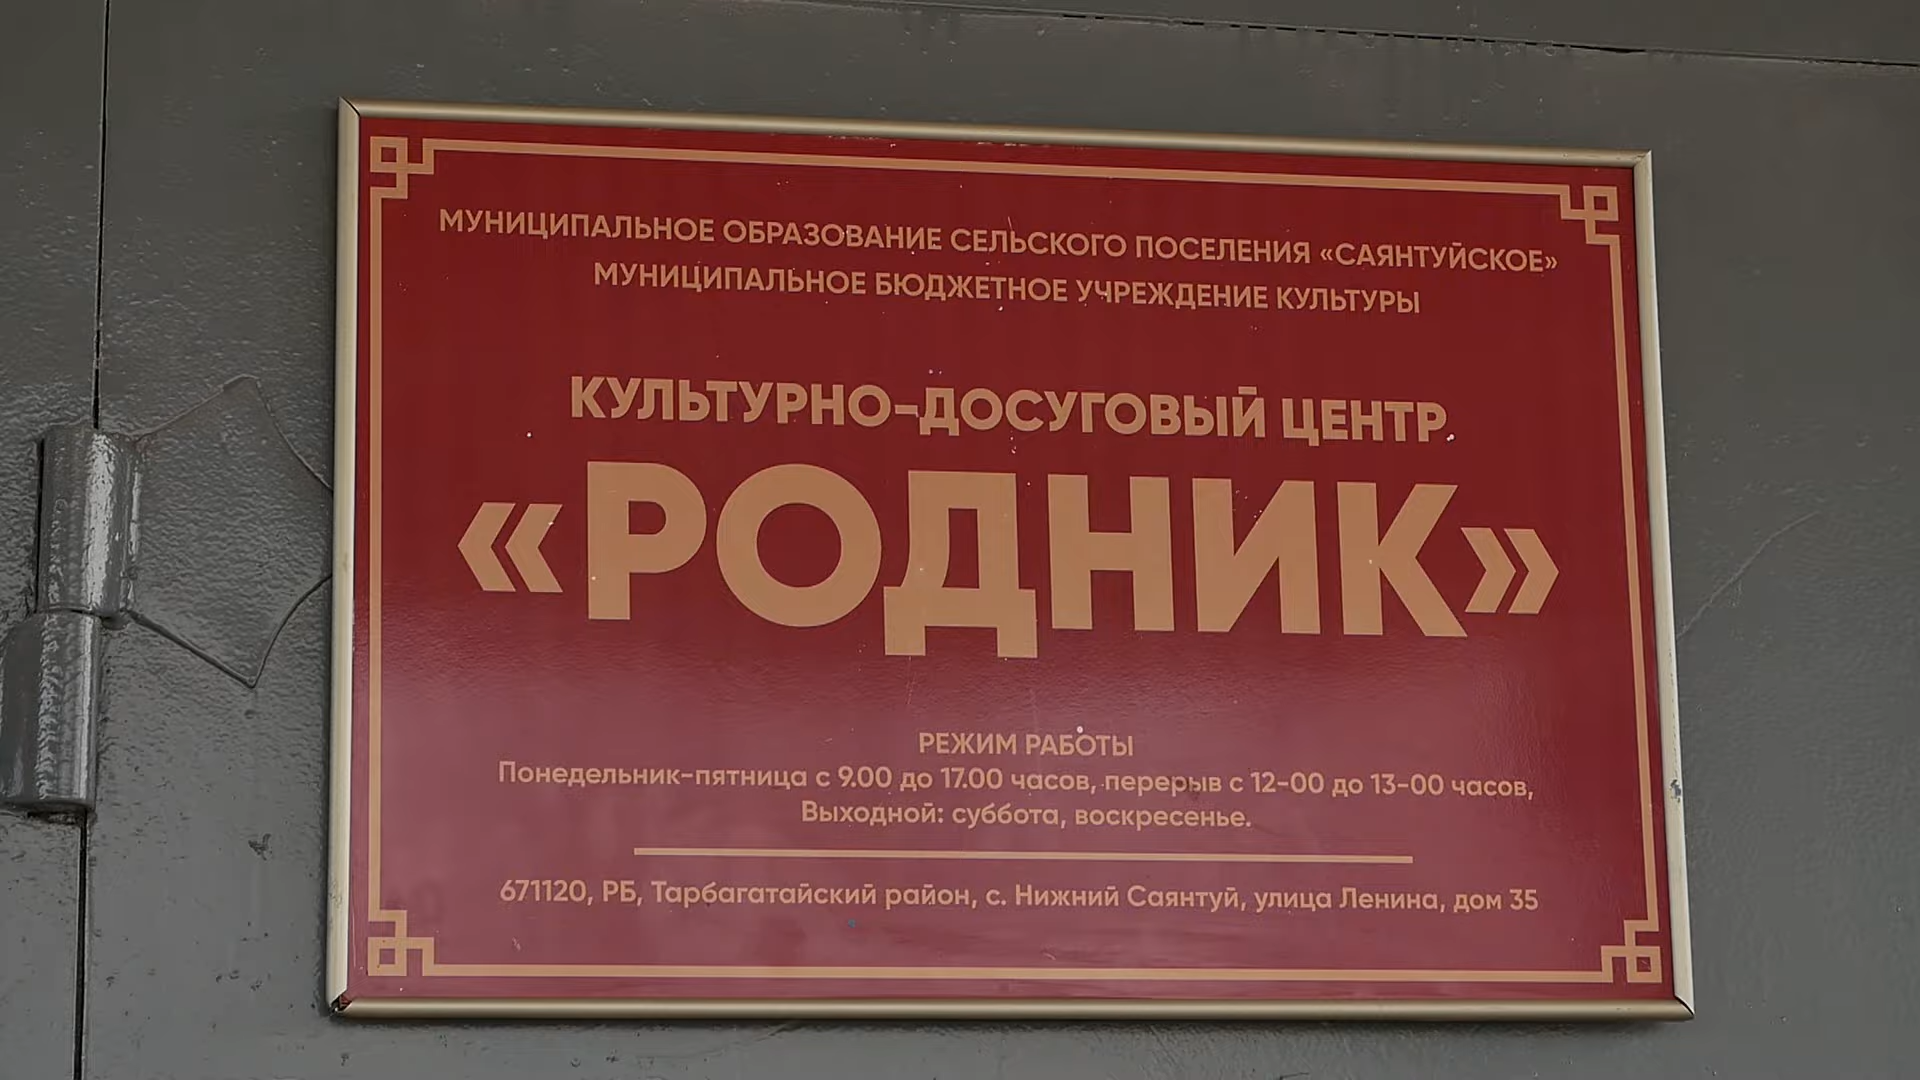 МУНИЦИПАЛЬНОЕ ОБРАЗОВАНИЕ СЕЛЬСКОГО ПОСЕЛЕНИЯ «САЯНТУЙСКОЕ»
МУНИЦИПАЛЬНОЕ БЮДЖЕТНОЕ УЧРЕЖДЕНИЕ КУЛЬТУРЫ
КУЛЬТУРНО-ДОСУГОВЫЙ ЦЕНТР
«РОДНИК»
РЕЖИМ РАБОТЫ
Понедельник-пятница с 9.00 до 17.00 часов, перерыв с 12-00 до 13-00 часов,
Выходной: суббота, воскресенье.
671120, РБ, Тарбагатайский район, с. Нижний Саянтуй, улица Ленина, дом 35